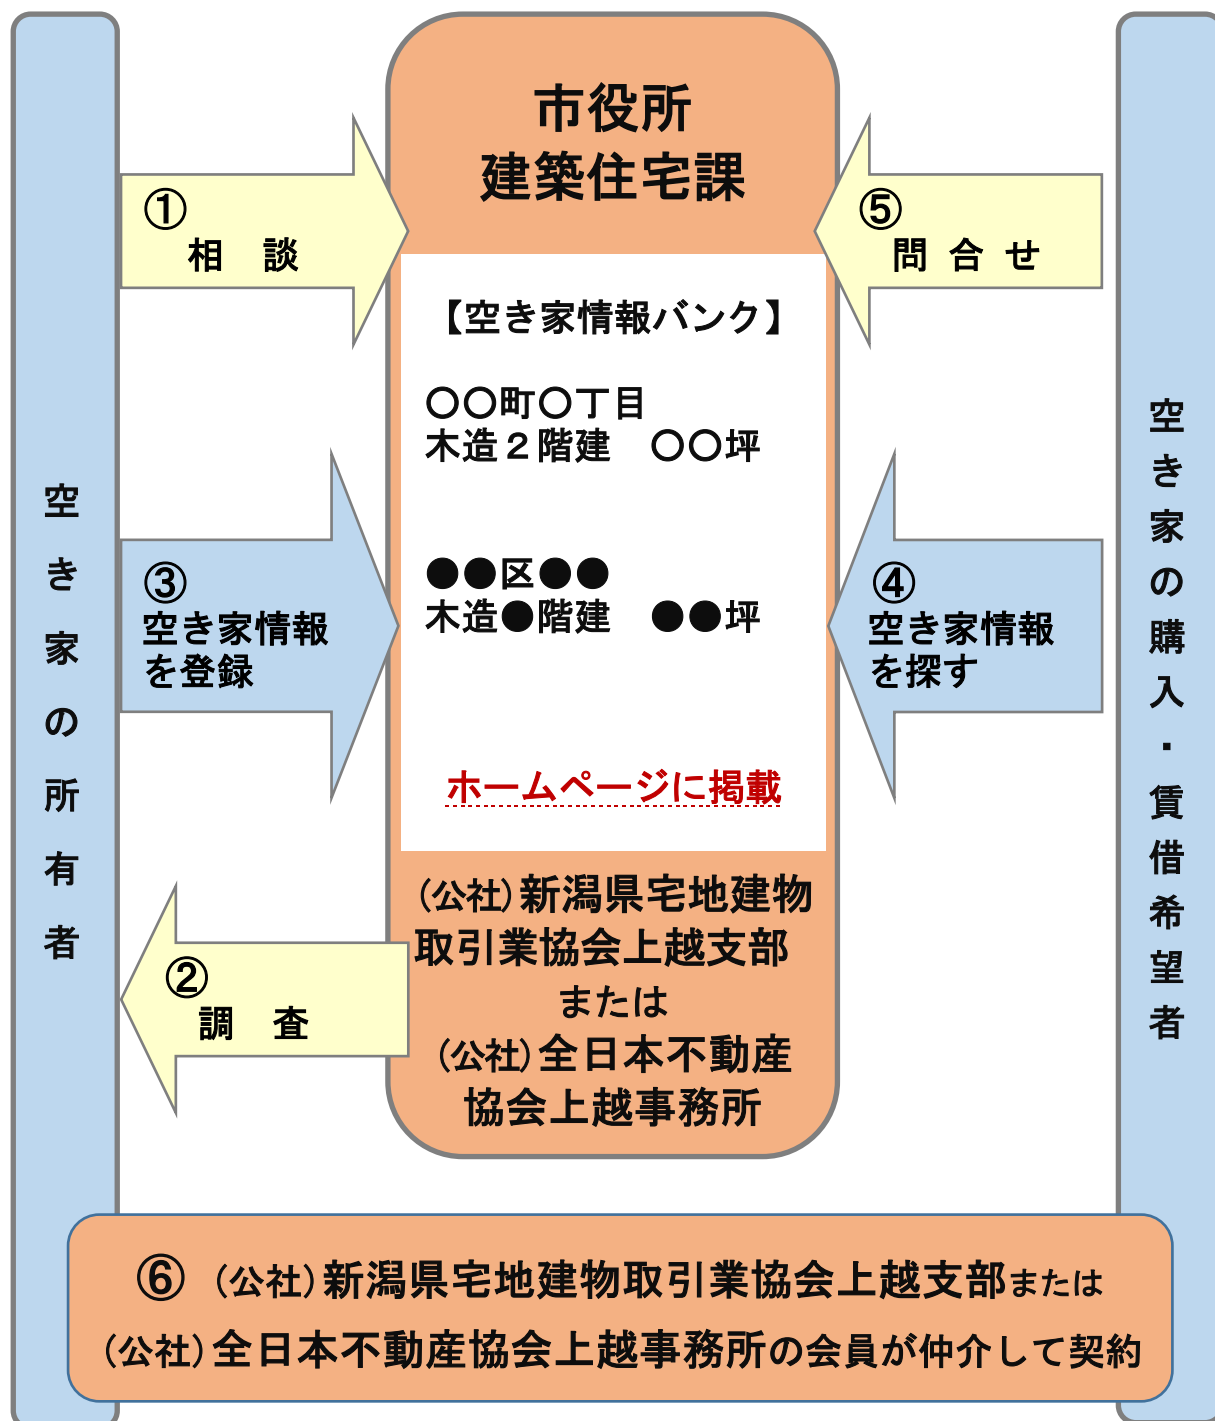 市役所
建築住宅課
①
相　談
⑤
問 合 せ
【空き家情報バンク】
〇〇町〇丁目
木造２階建　〇〇坪
●●区●●
木造●階建　●●坪
ホームページに掲載
③
空き家情報
を登録
④
空き家情報
を探す
空き家の所有者
空き家の購入・賃借希望者
②
調　査
（公社）新潟県宅地建物
取引業協会上越支部
または
（公社）全日本不動産
協会上越事務所
⑥（公社）新潟県宅地建物取引業協会上越支部または
（公社）全日本不動産協会上越事務所の会員が仲介して契約